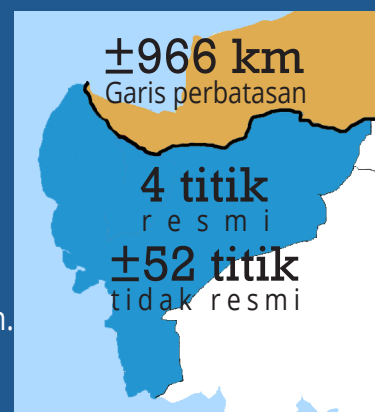 ±966 km
Garis perbatasan
4 titik
resmi
±52 titik
tidak resmi
n.